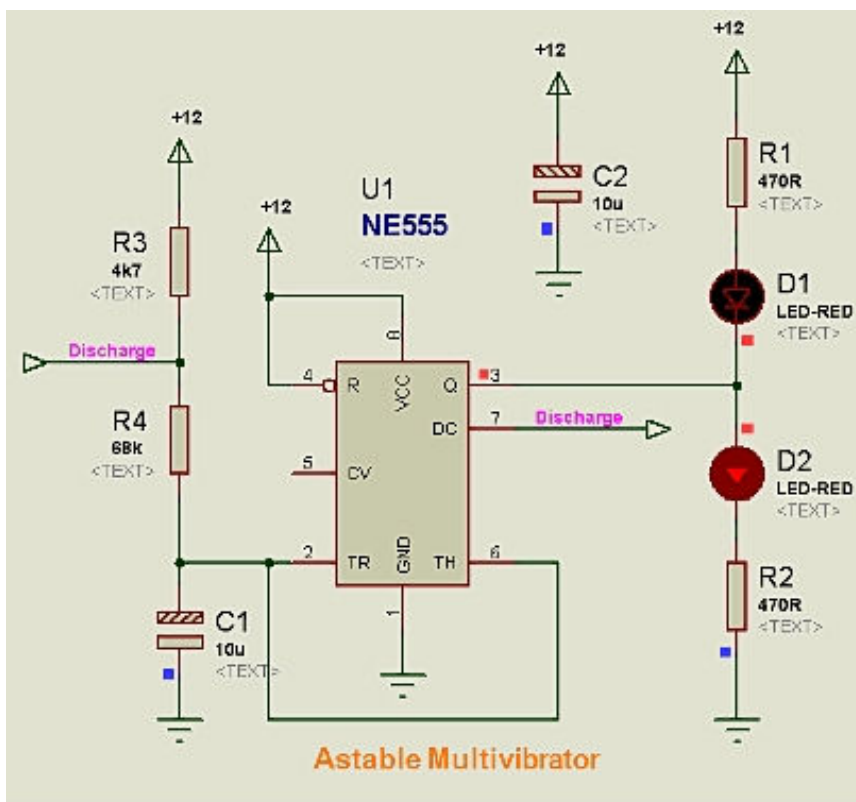 +12
+12
+12
+12
R3
4k7
<TEXT>
Discharge
R4
68k
<TEXT>
C1
10u
<TEXT>
U1
NE555
<TEXT>
4
R
8
VCC
Q
3
DC
7
Discharge
5
CV
2
TR
GND
1
TH
6
C2
10u
<TEXT>
R1
470R
<TEXT>
D1
LED-RED
<TEXT>
D2
LED-RED
<TEXT>
R2
470R
<TEXT>
Astable Multivibrator